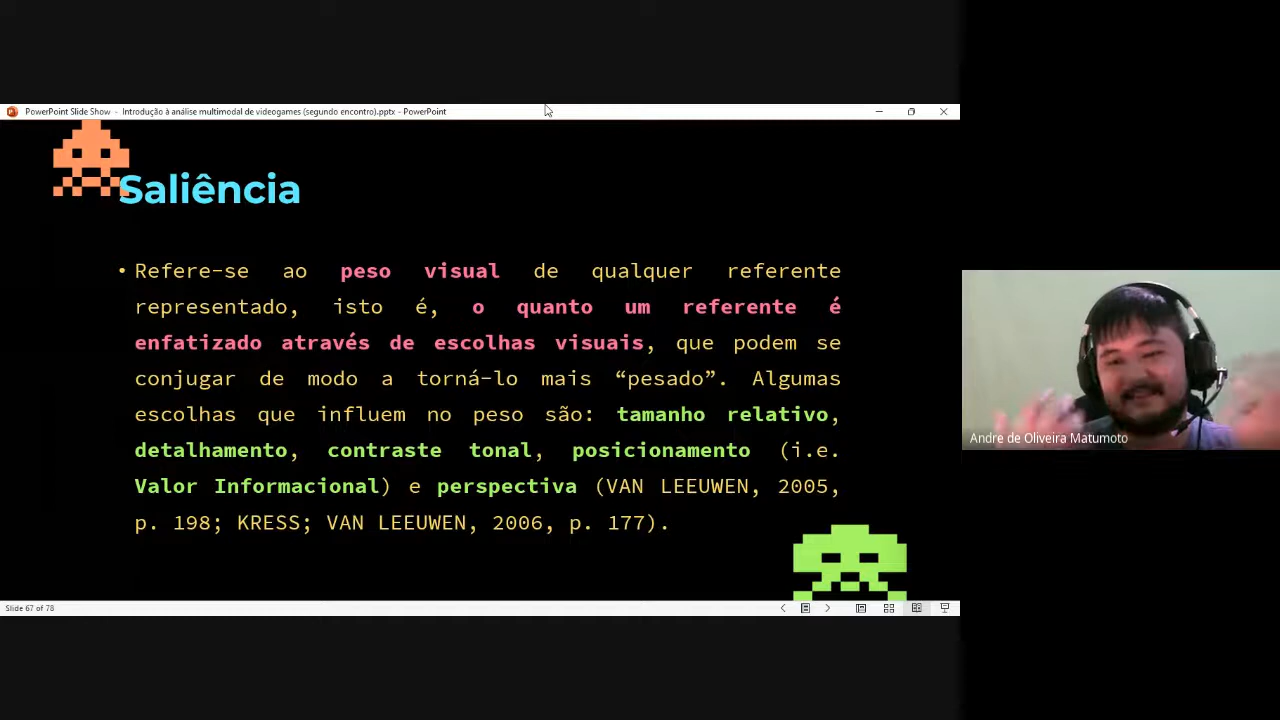 PowerPoint Slide Show - Introdução à análise multimodal de videogames (segundo encontro).pptx - PowerPoint
Saliência
• Refere-se ao peso visual de qualquer referente
representado, isto é, o quanto um referente é
enfatizado através de escolhas visuais, que podem se
conjugar de modo a torná-lo mais “pesado”. Algumas
escolhas que influem no peso são: tamanho relativo,
detalhamento, contraste tonal, posicionamento (i.e.
Valor Informacional) e perspectiva (VAN LEEUWEN, 2005,
p. 198; KRESS; VAN LEEUWEN, 2006, p. 177).
Andre de Oliveira Matumoto
Slide 67 of 78